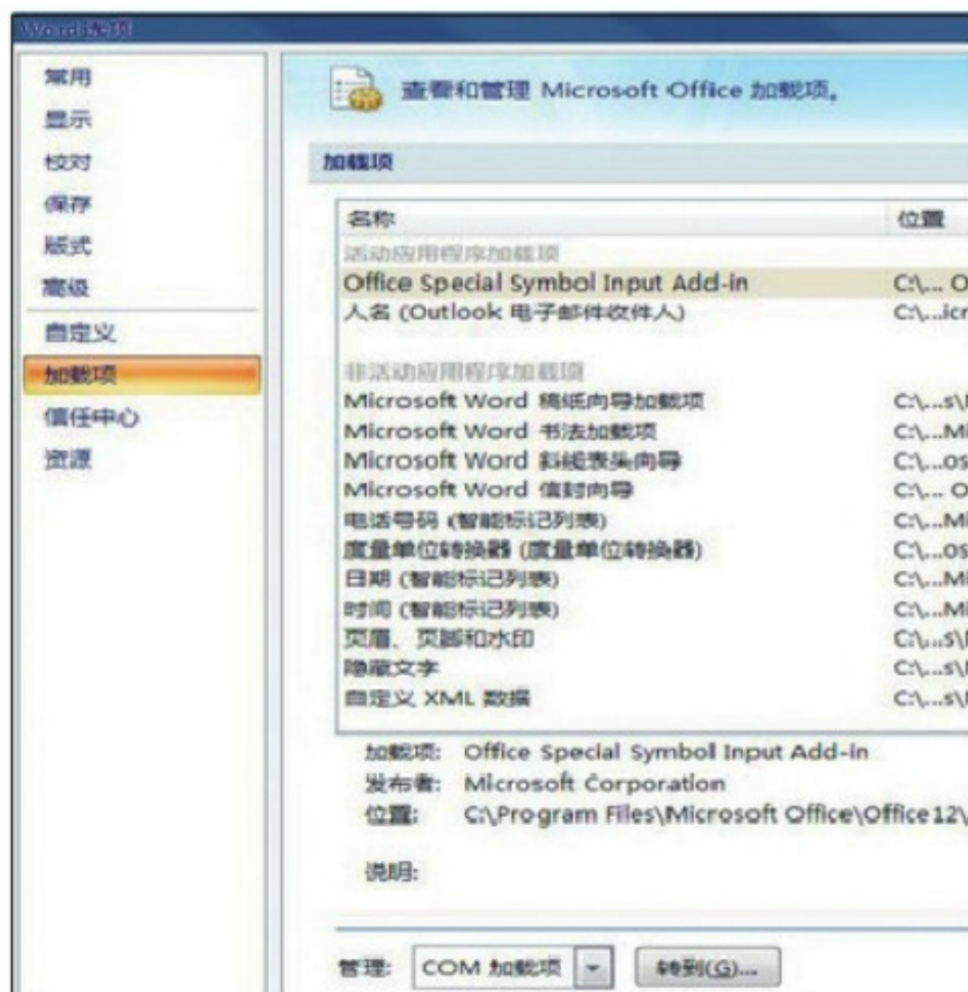 Word 选项
常用
显示
校对
保存
版式
高级
自定义
加载项
信任中心
资源
查看和管理 Microsoft Office 加载项。
加载项
名称 位置
活动应用程序加载项
Office Special Symbol Input Add-in C:\... O
人名 (Outlook 电子邮件收件人) C:\...icr
非活动应用程序加载项
Microsoft Word 稿纸向导加载项 C:\...s\
Microsoft Word 书法加载项 C:\...Mi
Microsoft Word 斜线表头向导 C:\...os
Microsoft Word 信封向导 C:\... O
电话号码 (智能标记列表) C:\...Mi
度量单位转换器 (度量单位转换器) C:\...os
日期 (智能标记列表) C:\...Mi
时间 (智能标记列表) C:\...Mi
页眉、页脚和水印 C:\...s\
隐藏文字 C:\...s\
自定义 XML 数据 C:\...s\
加载项: Office Special Symbol Input Add-in
发布者: Microsoft Corporation
位置: C:\Program Files\Microsoft Office\Office12\
说明:
管理: COM 加载项 转到(G)...